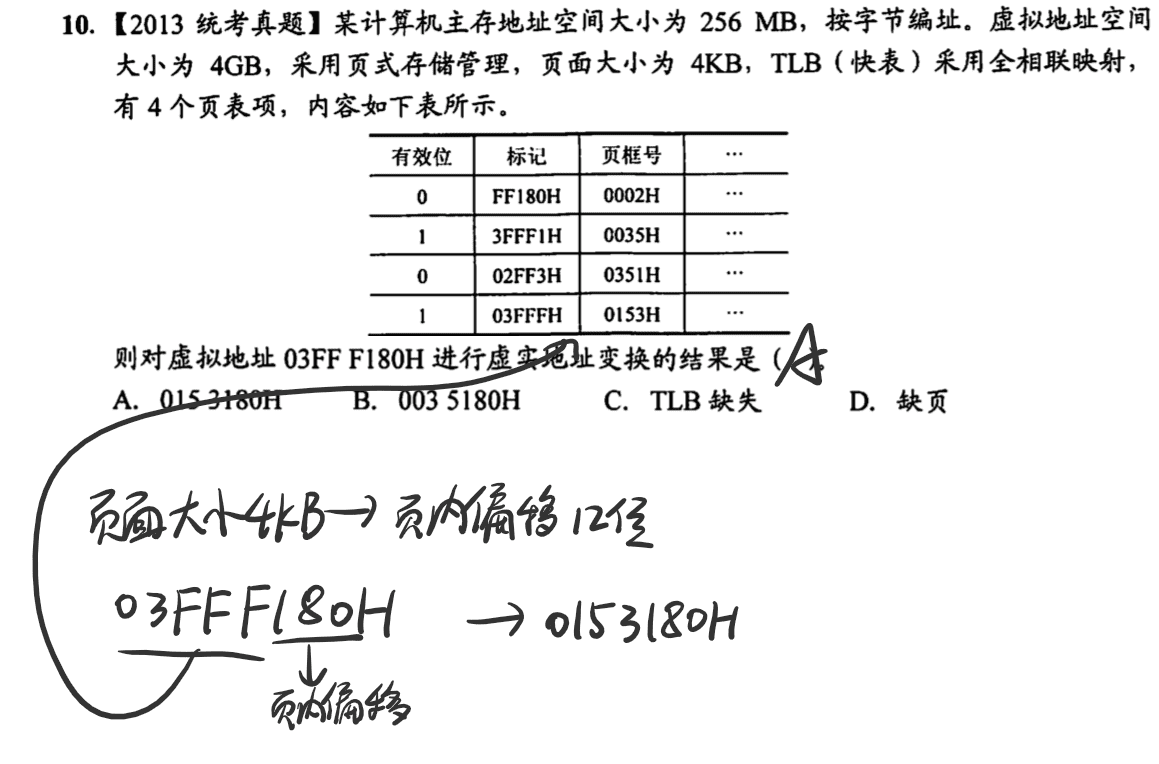 10. 【2013 统考真题】某计算机主存地址空间大小为 256 MB，按字节编址。虚拟地址空间
大小为 4GB，采用页式存储管理，页面大小为 4KB，TLB（快表）采用全相联映射，
有 4 个页表项，内容如下表所示。
有效位 标记 页框号 …
0 FF180H 0002H …
1 3FFF1H 0035H …
0 02FF3H 0351H …
1 03FFFH 0153H …
则对虚拟地址 03FF F180H 进行虚实地址变换的结果是（ A
A. 015 3180H B. 003 5180H C. TLB 缺失 D. 缺页
页面大小4kB→页内偏移12位
03FFF180H → 0153180H
页内偏移